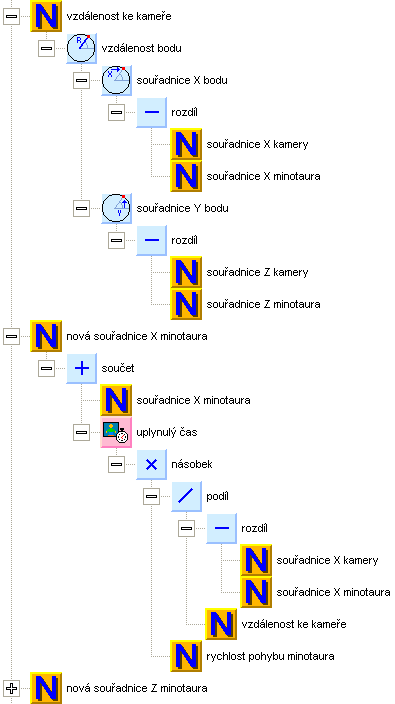 vzdálenost ke kameře
vzdálenost bodu
souřadnice X bodu
rozdíl
souřadnice X kamery
souřadnice X minotaura
souřadnice Y bodu
rozdíl
souřadnice Z kamery
souřadnice Z minotaura
nová souřadnice X minotaura
součet
souřadnice X minotaura
uplynulý čas
násobek
podíl
rozdíl
souřadnice X kamery
souřadnice X minotaura
vzdálenost ke kameře
rychlost pohybu minotaura
nová souřadnice Z minotaura